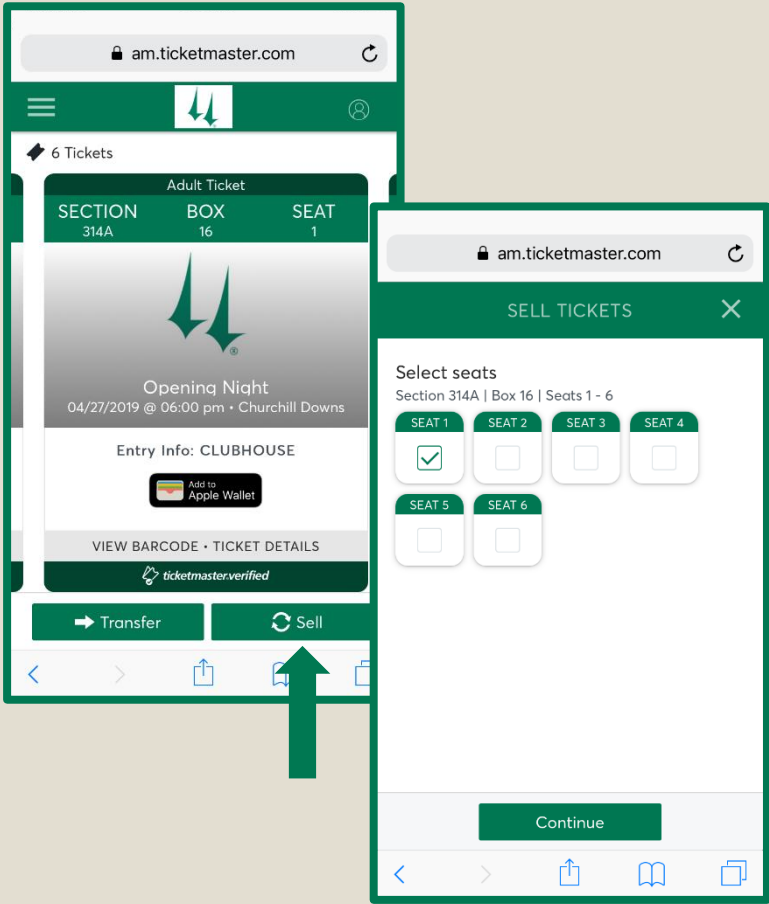 am.ticketmaster.com
6 Tickets
Adult Ticket
SECTION BOX SEAT
314A 16 1
®
Opening Night
04/27/2019 @ 06:00 pm • Churchill Downs
Entry Info: CLUBHOUSE
Add to
Apple Wallet
VIEW BARCODE • TICKET DETAILS
ticketmaster.verified
Transfer Sell
am.ticketmaster.com
SELL TICKETS
Select seats
Section 314A | Box 16 | Seats 1 - 6
SEAT 1 SEAT 2 SEAT 3 SEAT 4
SEAT 5 SEAT 6
Continue